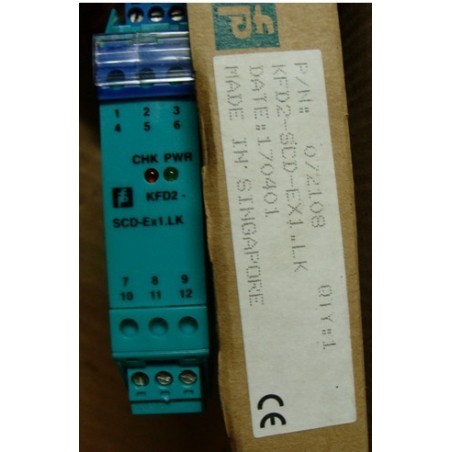 1 2 3
4 5 6
CHK PWR
KFD2 -
SCD-Ex1.LK
7 8 9
10 11 12
P/N: 072108
KFD2-SCD-EX1.LK QTY:1
DATE:170401
MADE IN SINGAPORE
CE